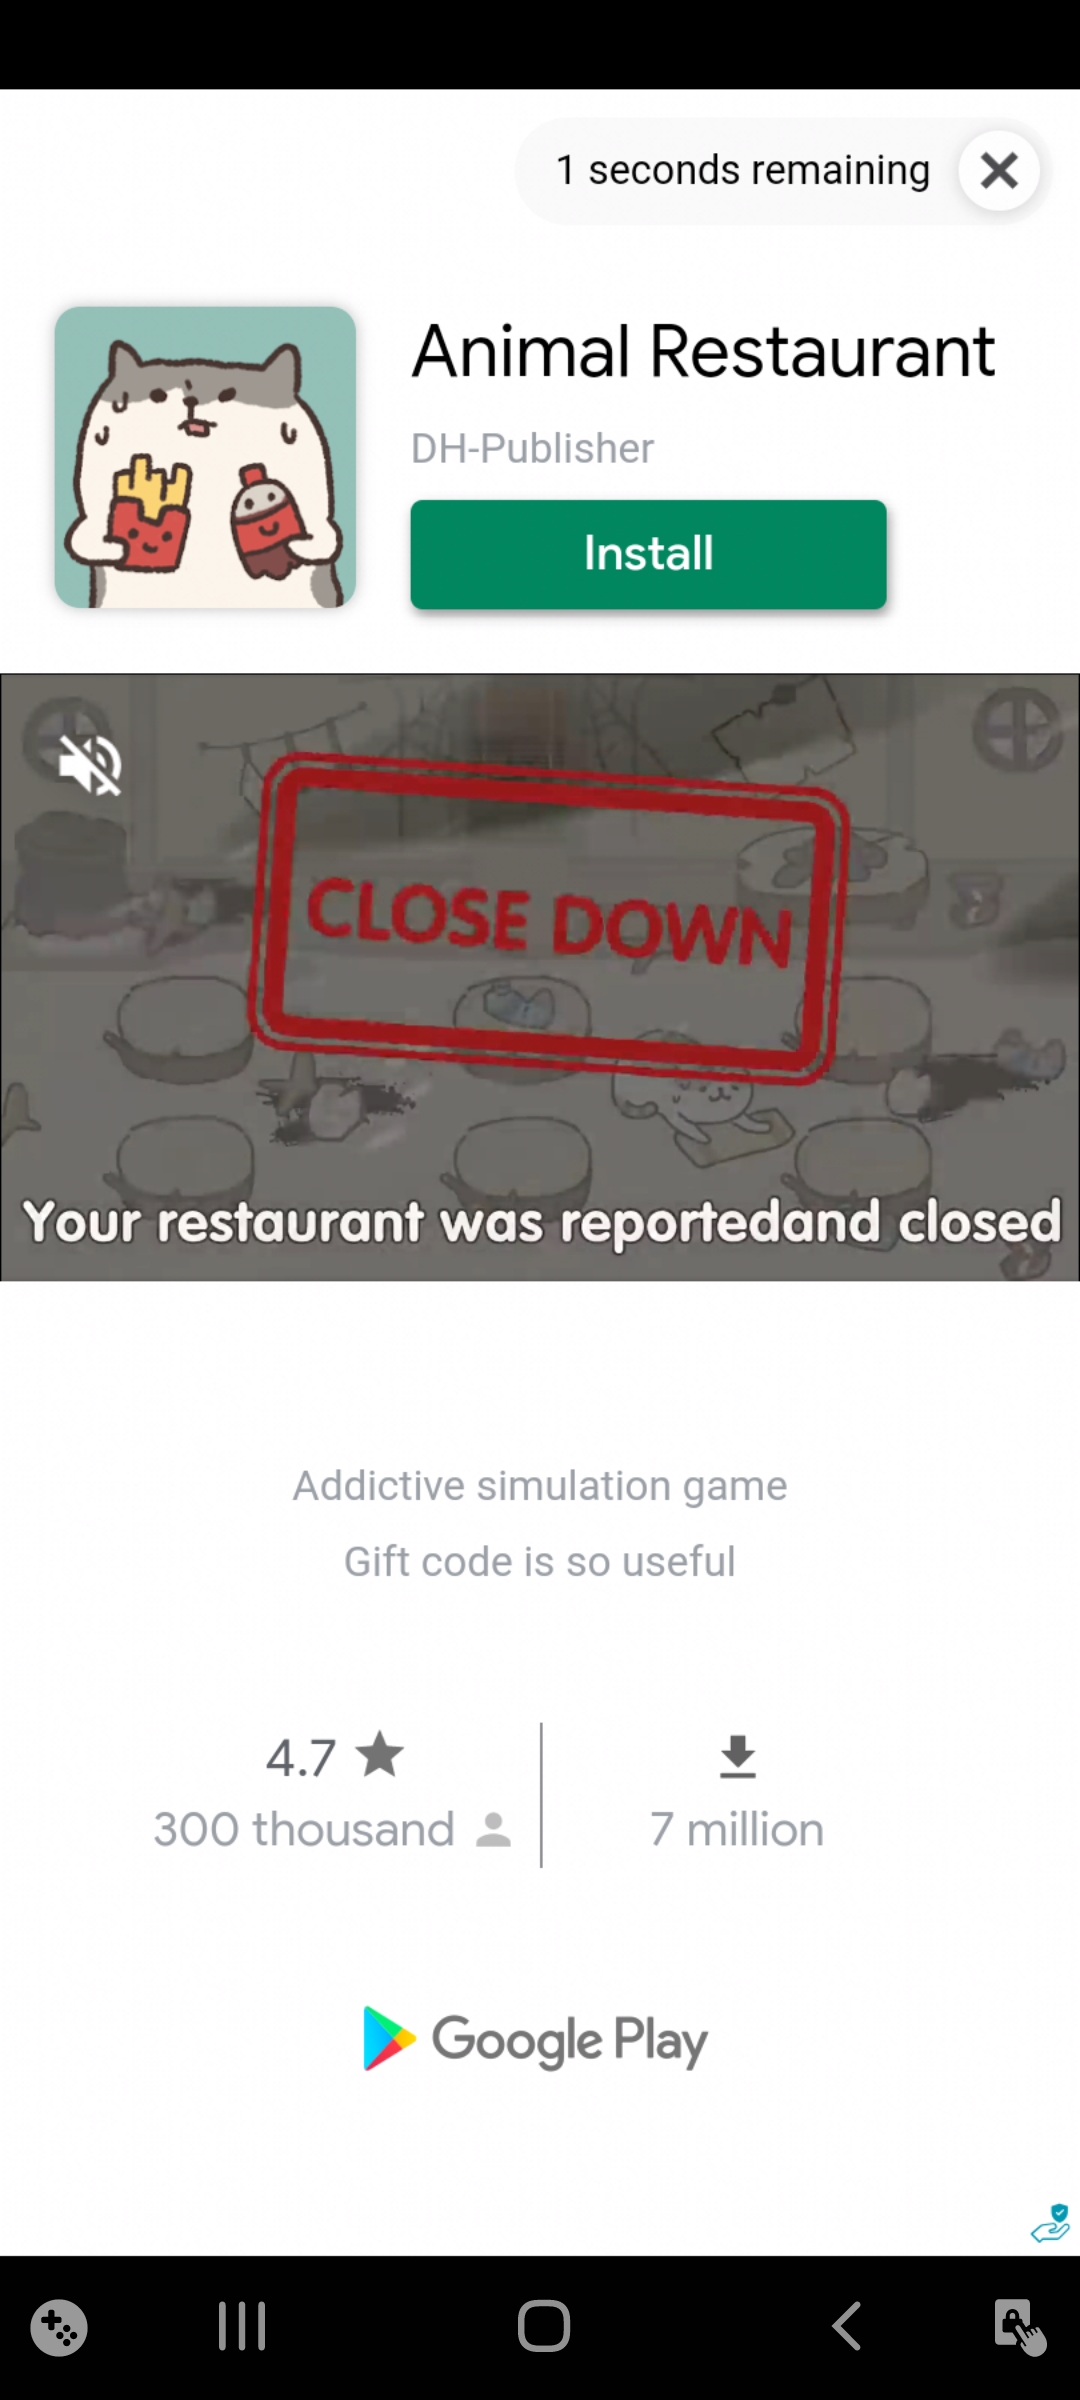 1 seconds remaining
Animal Restaurant
DH-Publisher
Install
CLOSE DOWN
Your restaurant was reportedand closed
Addictive simulation game
Gift code is so useful
4.7
300 thousand
7 million
Google Play